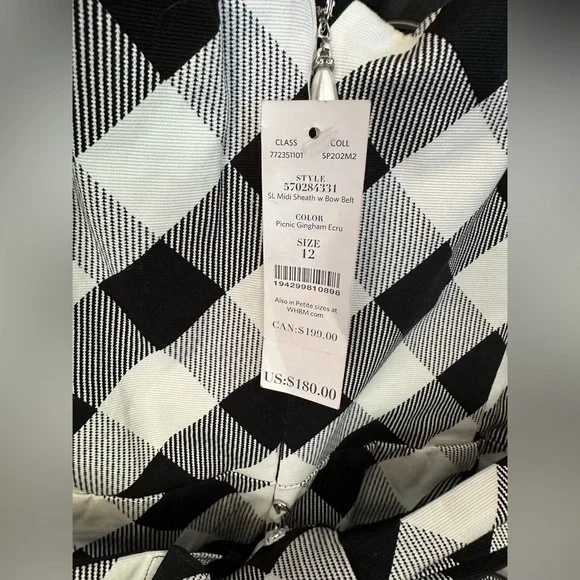 CLASS COLL
772351101 SP202M2
STYLE
570284331
SL Midi Sheath w Bow Belt
COLOR
Picnic Gingham Ecru
SIZE
12
194299810898
Also in Petite sizes at
WHBM.com
CAN:$199.00
US:$180.00